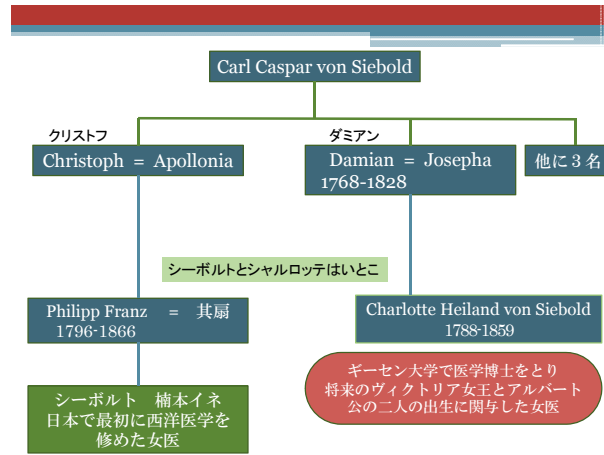 Carl Caspar von Siebold
クリストフ
Christoph = Apollonia
ダミアン
Damian = Josepha
1768-1828
他に３名
シーボルトとシャルロッテはいとこ
Philipp Franz = 其扇
1796-1866
Charlotte Heiland von Siebold
1788-1859
シーボルト 楠本イネ
日本で最初に西洋医学を
修めた女医
ギーセン大学で医学博士をとり
将来のヴィクトリア女王とアルバート
公の二人の出生に関与した女医